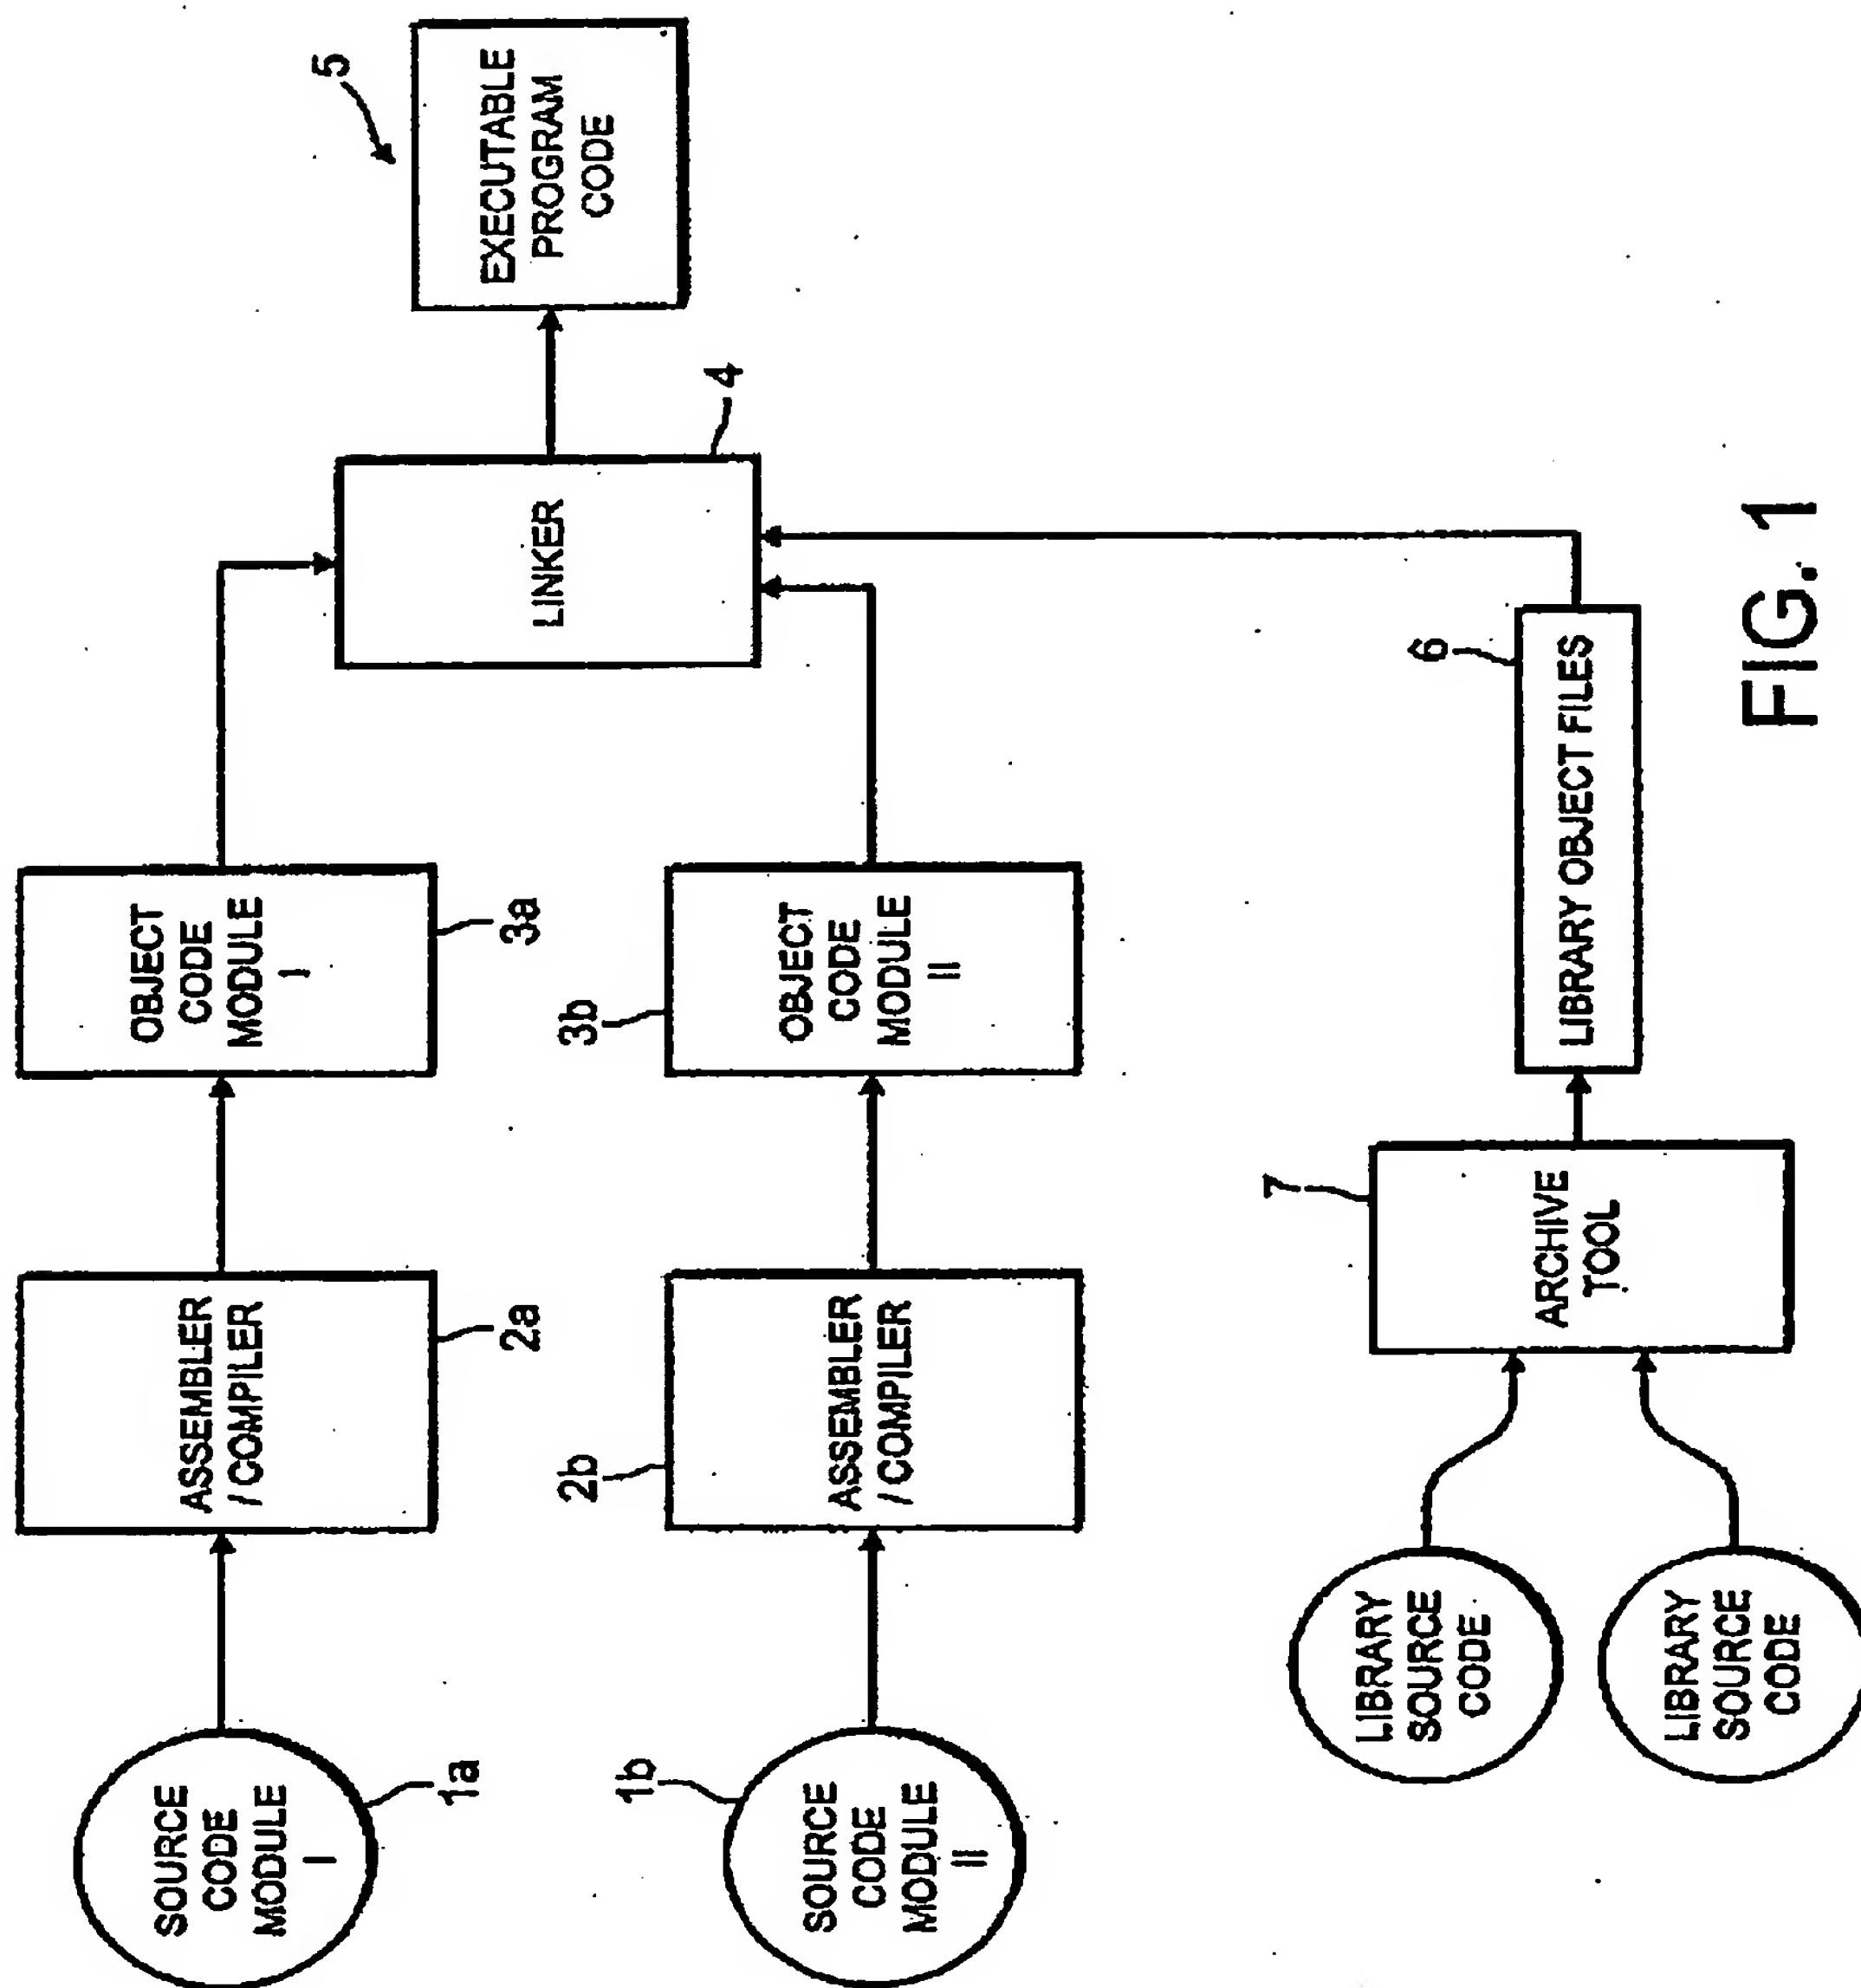 SOURCE
CODE
MODULE
I
1a
ASSEMBLER
/ COMPILER
2a
OBJECT
CODE
MODULE
I
3a
SOURCE
CODE
MODULE
II
1b
ASSEMBLER
/ COMPILER
2b
OBJECT
CODE
MODULE
II
3b
LINKER
4
EXECUTABLE
PROGRAM
CODE
5
LIBRARY
SOURCE
CODE
LIBRARY
SOURCE
CODE
ARCHIVE
TOOL
7
LIBRARY OBJECT FILES
6
FIG. 1